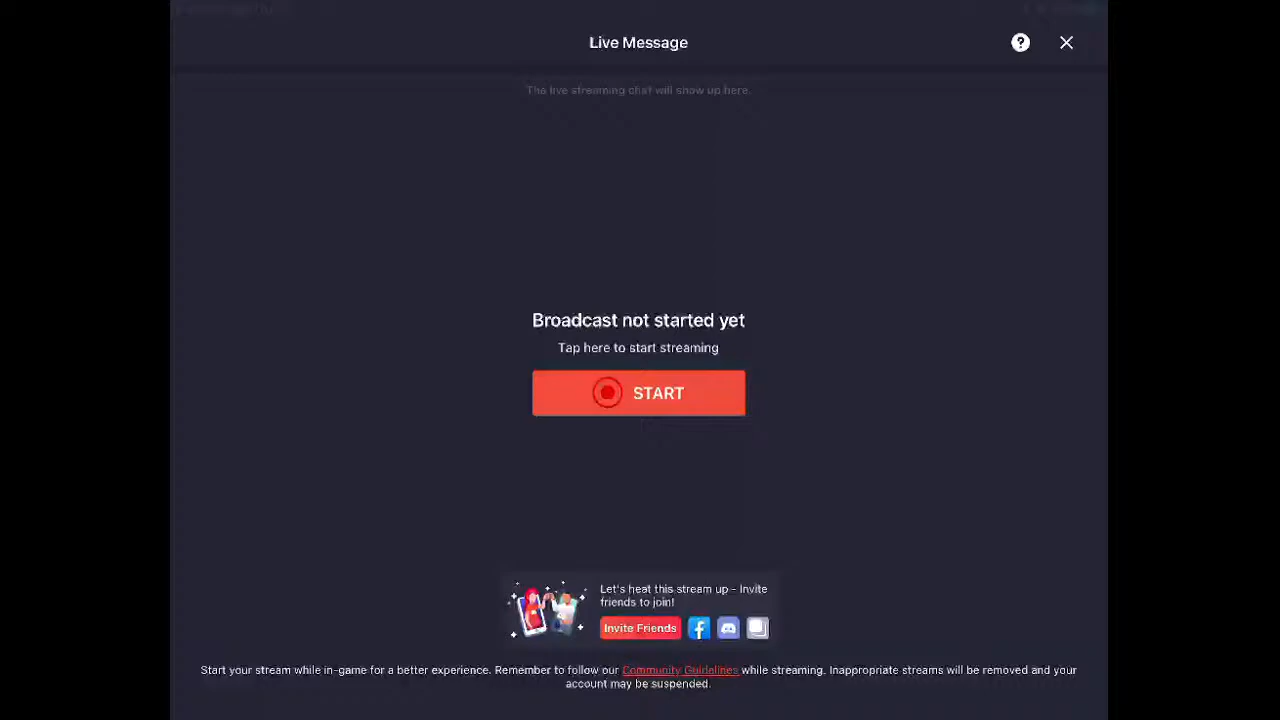 Live Message
?
The live streaming chat will show up here.
Broadcast not started yet
Tap here to start streaming
START
Let's heat this stream up - Invite
friends to join!
Invite Friends
Start your stream while in-game for a better experience. Remember to follow our Community Guidelines while streaming. Inappropriate streams will be removed and your
account may be suspended.